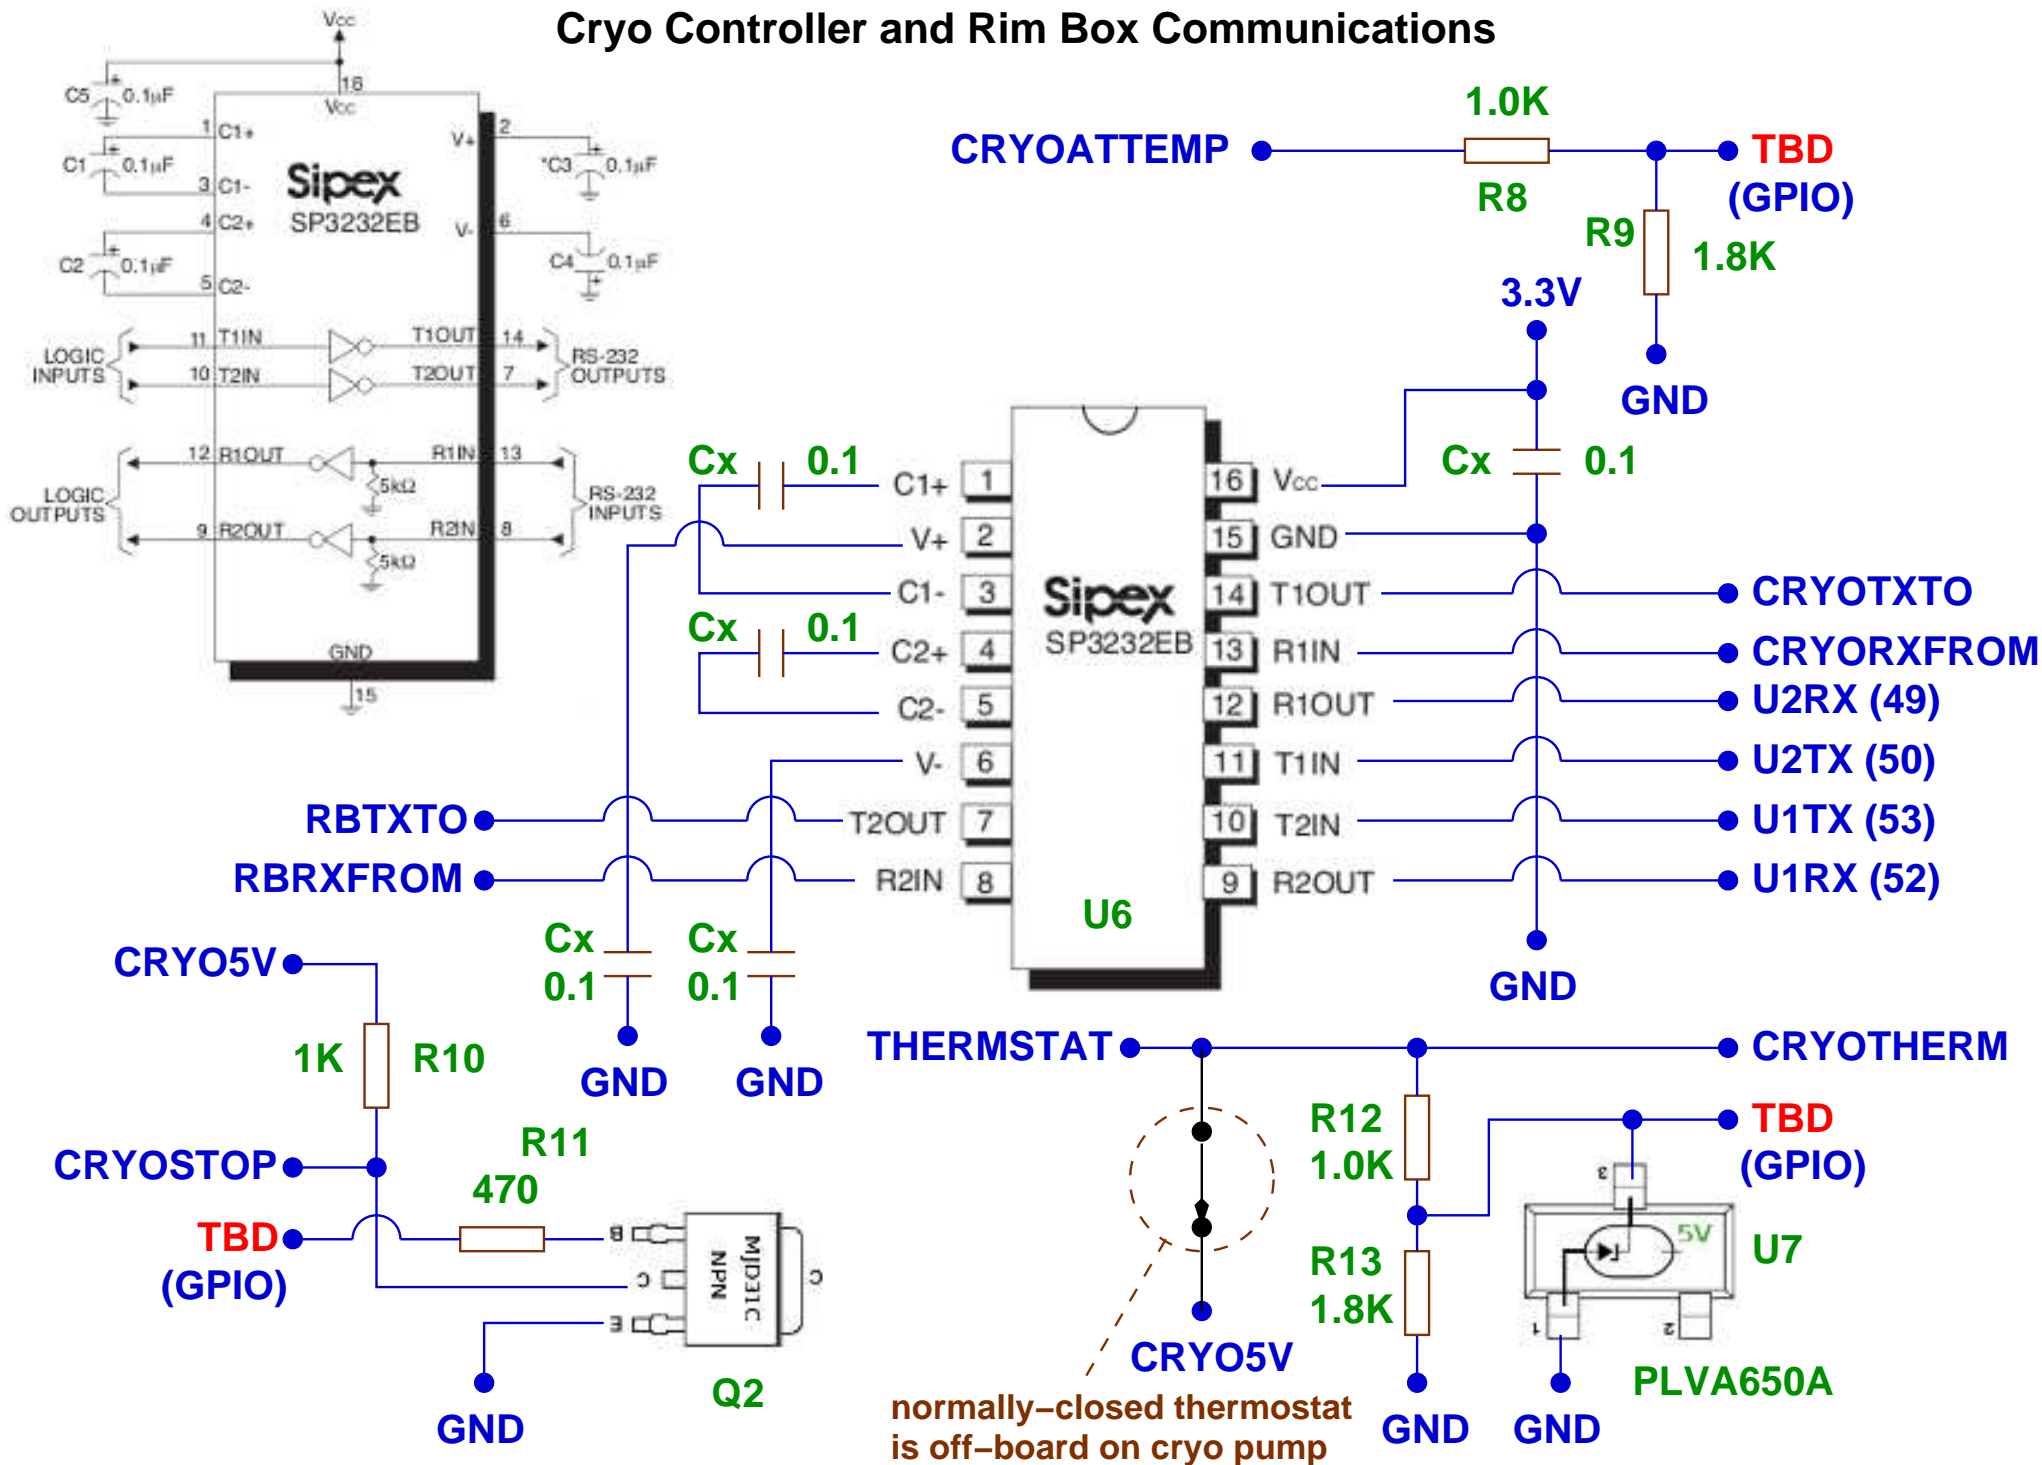 Cryo Controller and Rim Box Communications
Vcc
C5 + 0.1µF
16
Vcc
1 C1+
C1 + 0.1µF
3 C1-
4 C2+
C2 + 0.1µF
5 C2-
Sipex
SP3232EB
V+ 2
*C3 + 0.1µF
V- 6
C4 0.1µF
+
LOGIC
INPUTS
11 T1IN
T1OUT 14
10 T2IN
T2OUT 7
RS-232
OUTPUTS
LOGIC
OUTPUTS
12 R1OUT
R1IN 13
5kΩ
9 R2OUT
R2IN 8
5kΩ
RS-232
INPUTS
GND
15
CRYOATTEMP
1.0K
R8
TBD
(GPIO)
R9
1.8K
GND
3.3V
Cx 0.1
Cx 0.1
C1+ 1
V+ 2
C1- 3
Cx 0.1
C2+ 4
C2- 5
V- 6
RBTXTO
T2OUT 7
RBRXFROM
R2IN 8
Sipex
SP3232EB
U6
16 Vcc
15 GND
14 T1OUT
CRYOTXTO
13 R1IN
CRYORXFROM
12 R1OUT
U2RX (49)
11 T1IN
U2TX (50)
10 T2IN
U1TX (53)
9 R2OUT
U1RX (52)
GND
Cx
0.1
GND
Cx
0.1
GND
CRYO5V
1K R10
CRYOSTOP
R11
470
TBD
(GPIO)
B
C
E
MJD31C
NPN
C
GND
Q2
THERMSTAT
CRYOTHERM
R12
1.0K
R13
1.8K
GND
TBD
(GPIO)
3
5V
1
2
U7
PLVA650A
GND
CRYO5V
normally–closed thermostat
is off–board on cryo pump